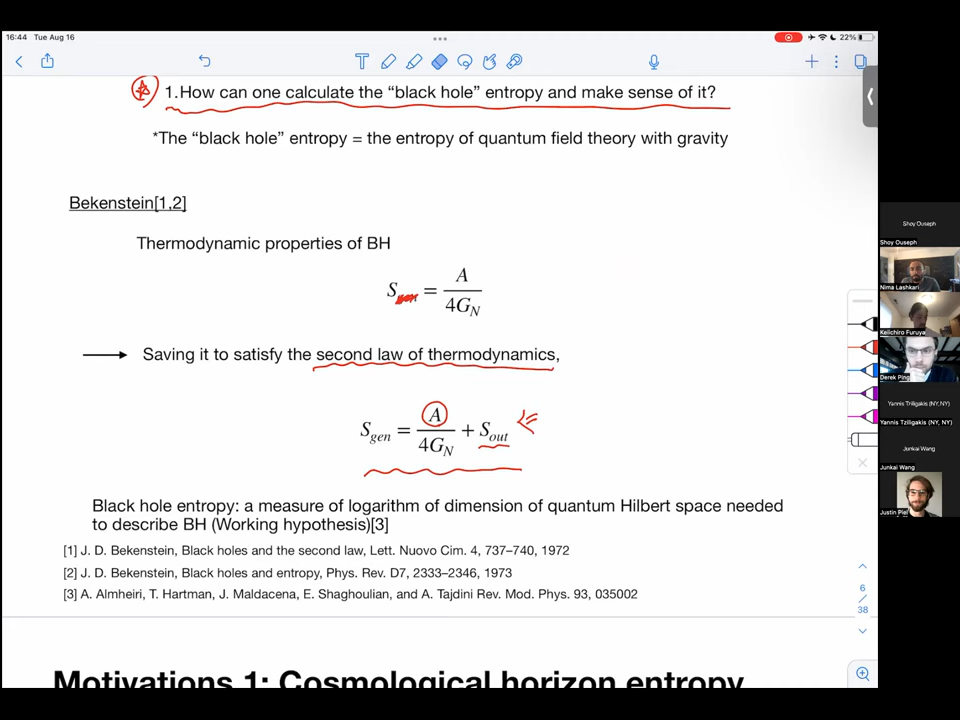 16:44 Tue Aug 16
22%
1. How can one calculate the “black hole” entropy and make sense of it?
*The “black hole” entropy = the entropy of quantum field theory with gravity
Bekenstein[1,2]
Thermodynamic properties of BH
S = A / 4G_N
Saving it to satisfy the second law of thermodynamics,
S_gen = A / 4G_N + S_out
Black hole entropy: a measure of logarithm of dimension of quantum Hilbert space needed
to describe BH (Working hypothesis)[3]
[1] J. D. Bekenstein, Black holes and the second law, Lett. Nuovo Cim. 4, 737–740, 1972
[2] J. D. Bekenstein, Black holes and entropy, Phys. Rev. D7, 2333–2346, 1973
[3] A. Almheiri, T. Hartman, J. Maldacena, E. Shaghoulian, and A. Tajdini Rev. Mod. Phys. 93, 035002
6
/
38
Motivations 1: Cosmological horizon entropy
Shoy Ouseph
Shoy Ouseph
Nima Lashkari
Keiichiro Furuya
Derek Ping
Yannis Tziligakis (NY, NY)
Yannis Tziligakis (NY, NY)
Junkai Wang
Junkai Wang
Justin Piel